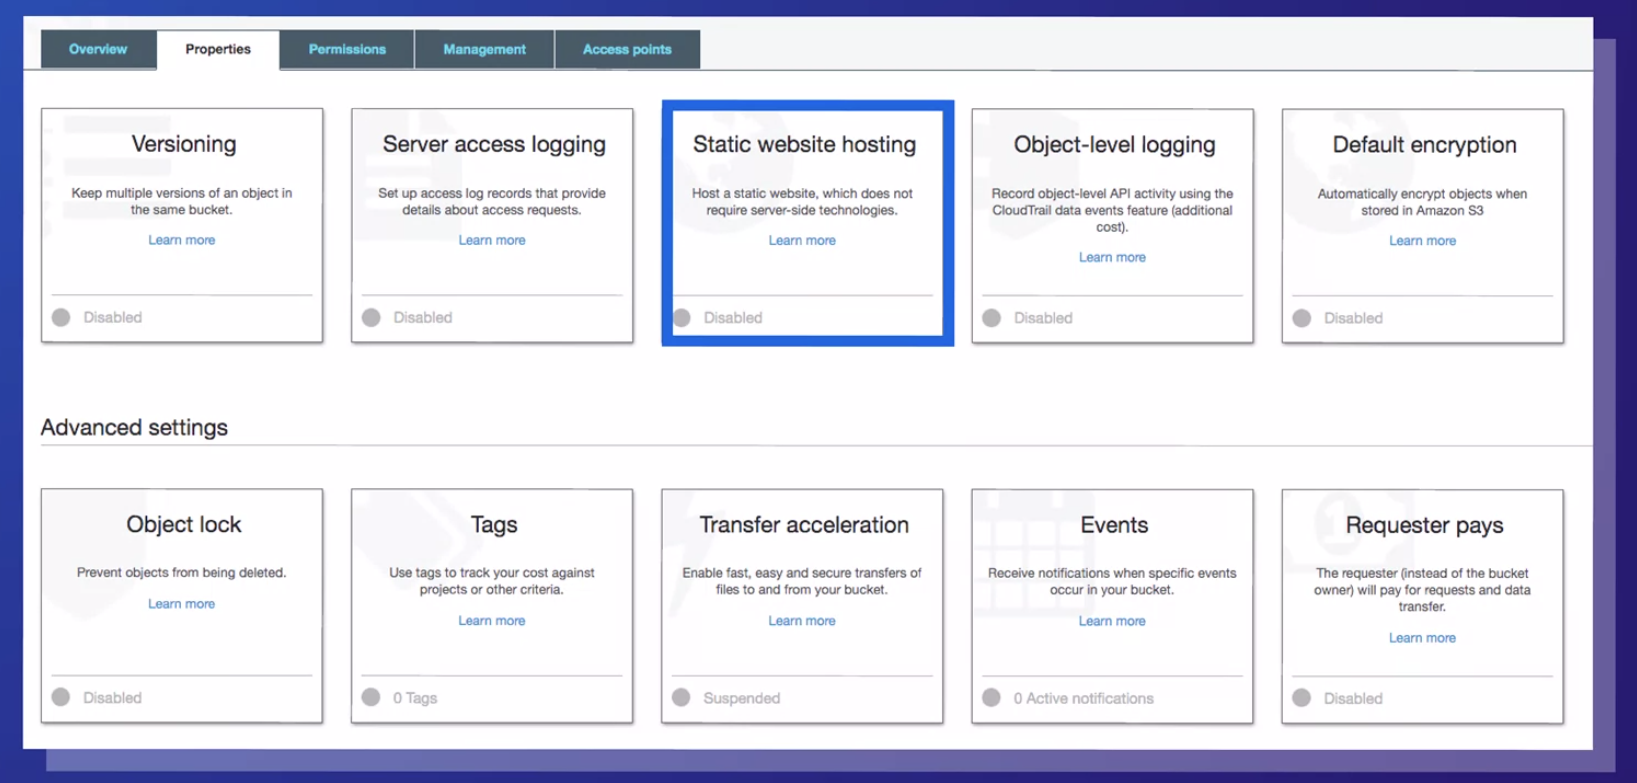 Overview
Properties
Permissions
Management
Access points
Versioning
Keep multiple versions of an object in
the same bucket.
Learn more
Disabled
Server access logging
Set up access log records that provide
details about access requests.
Learn more
Disabled
Static website hosting
Host a static website, which does not
require server-side technologies.
Learn more
Disabled
Object-level logging
Record object-level API activity using the
CloudTrail data events feature (additional
cost).
Learn more
Disabled
Default encryption
Automatically encrypt objects when
stored in Amazon S3
Learn more
Disabled
Advanced settings
Object lock
Prevent objects from being deleted.
Learn more
Disabled
Tags
Use tags to track your cost against
projects or other criteria.
Learn more
0 Tags
Transfer acceleration
Enable fast, easy and secure transfers of
files to and from your bucket.
Learn more
Suspended
Events
Receive notifications when specific events
occur in your bucket.
Learn more
0 Active notifications
Requester pays
The requester (instead of the bucket
owner) will pay for requests and data
transfer.
Learn more
Disabled